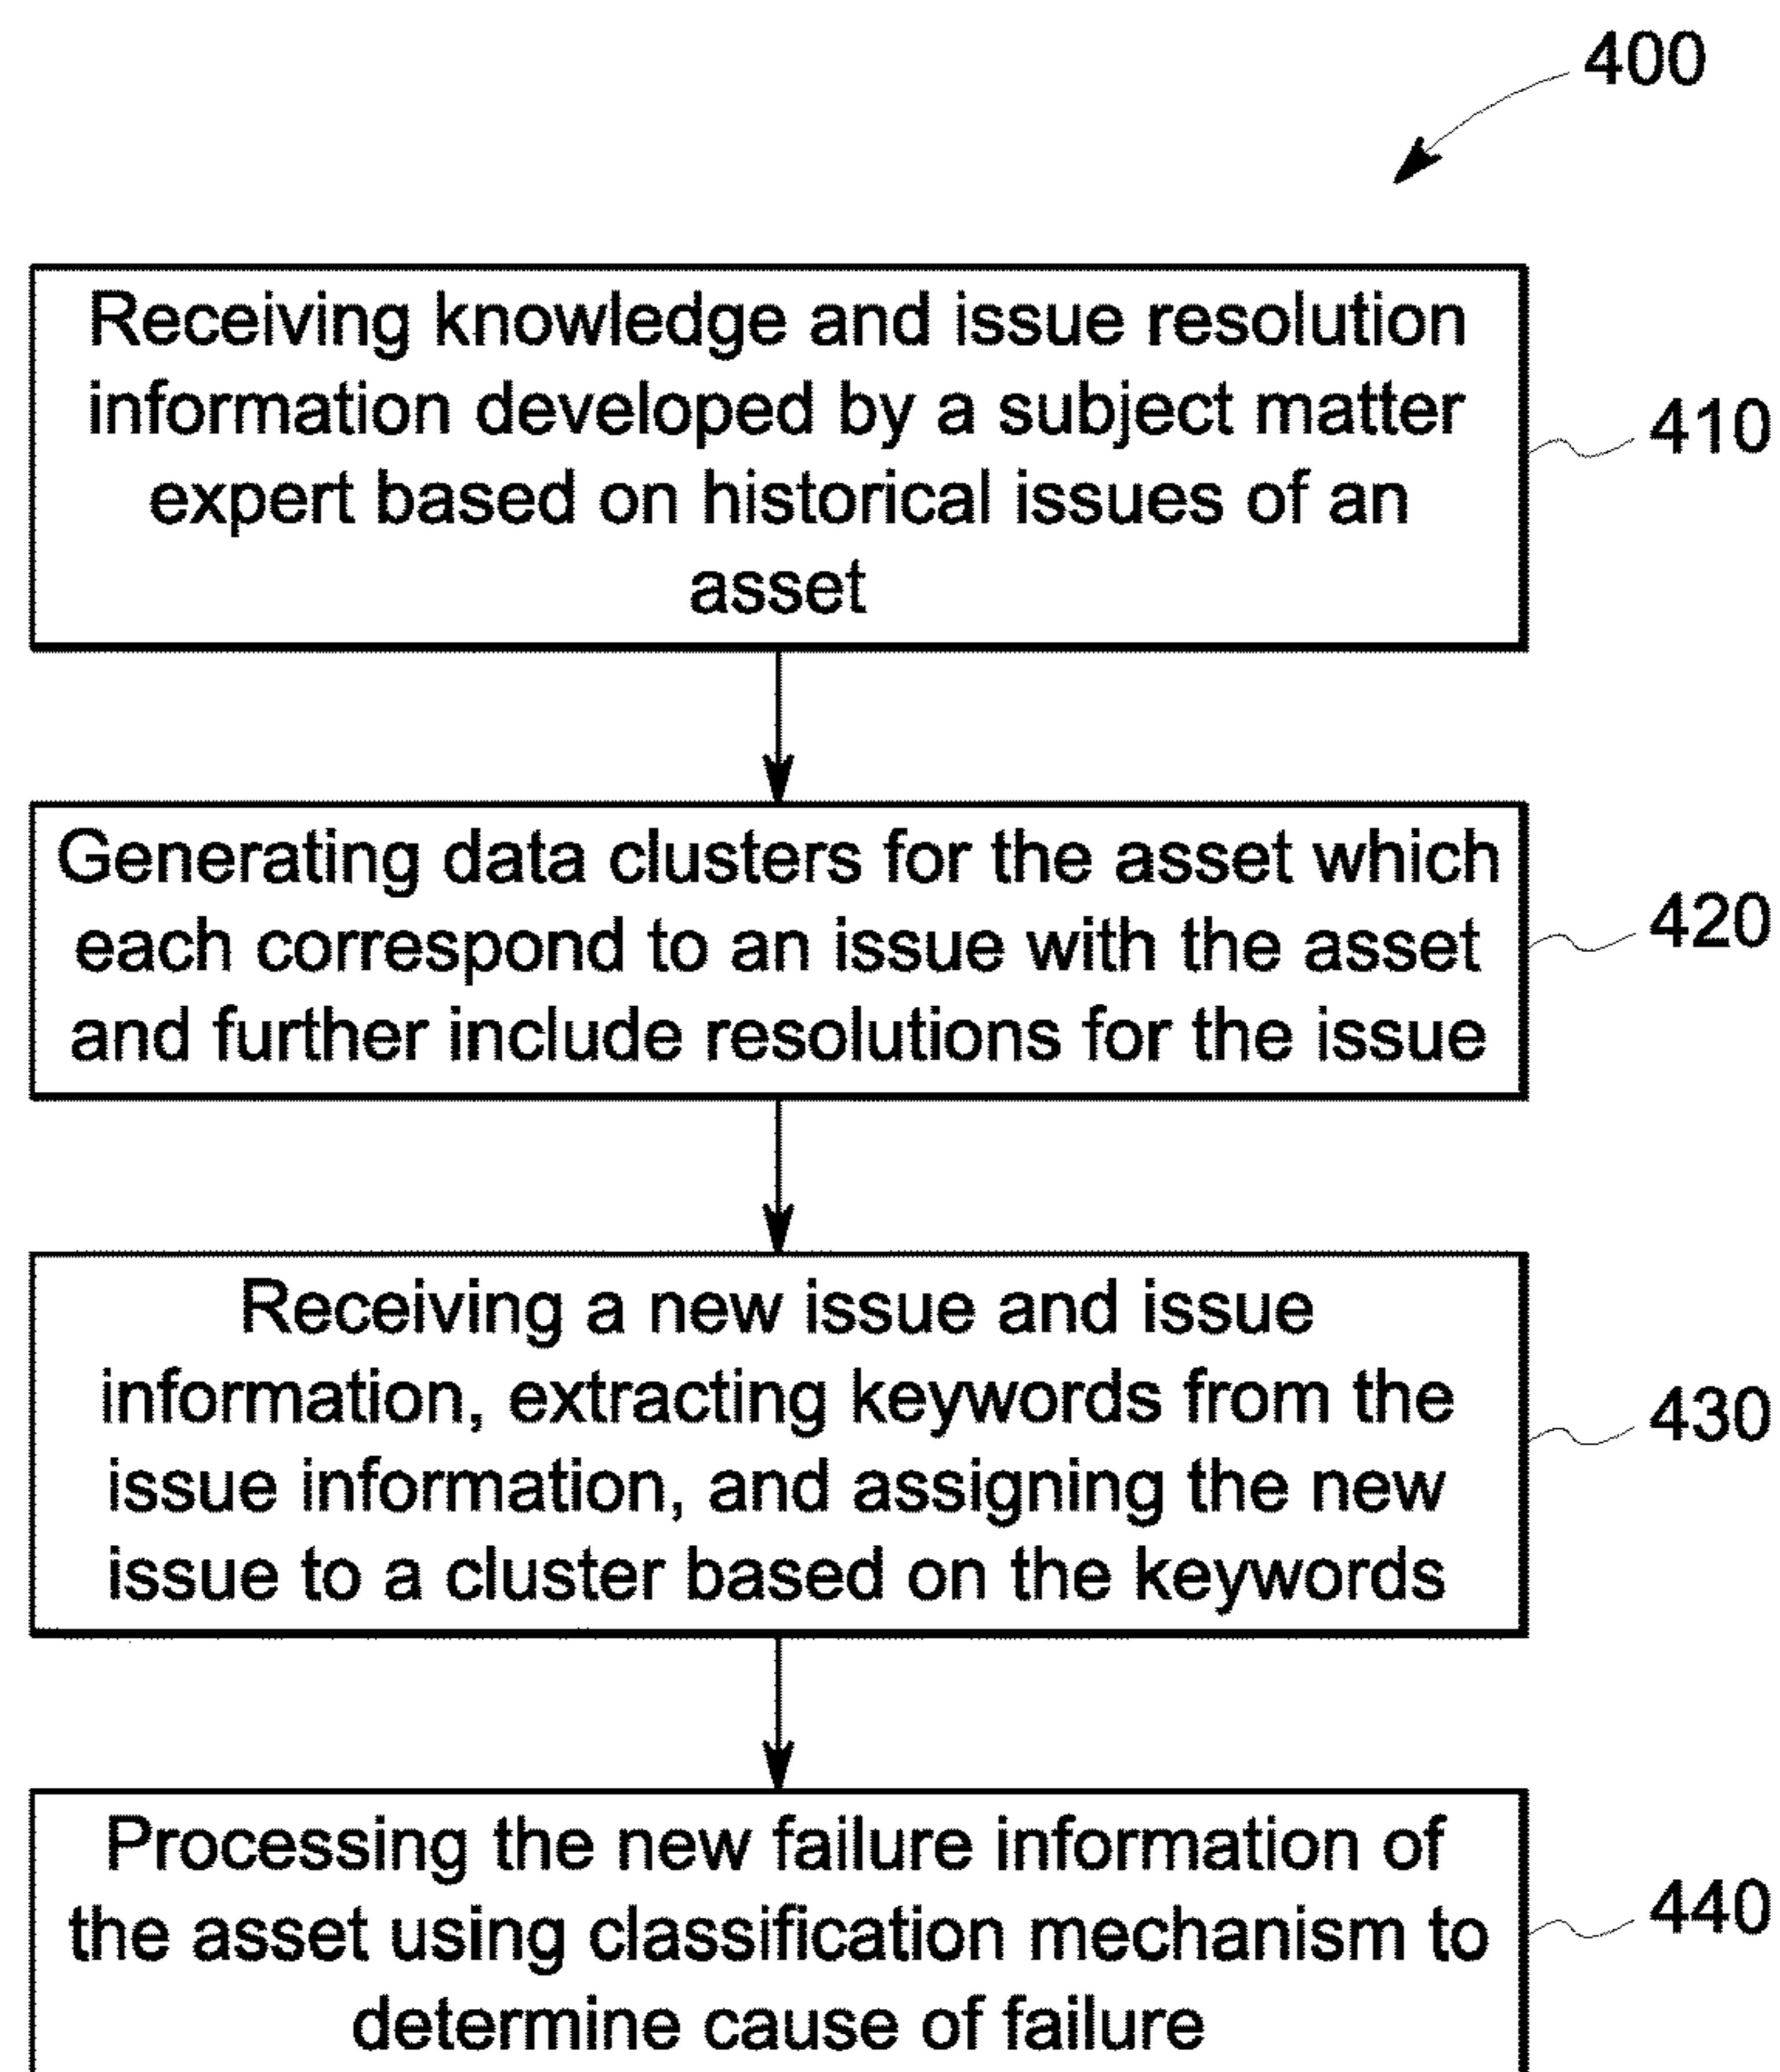 400
Receiving knowledge and issue resolution
information developed by a subject matter
expert based on historical issues of an
asset
410
Generating data clusters for the asset which
each correspond to an issue with the asset
and further include resolutions for the issue
420
Receiving a new issue and issue
information, extracting keywords from the
issue information, and assigning the new
issue to a cluster based on the keywords
430
Processing the new failure information of
the asset using classification mechanism to
determine cause of failure
440